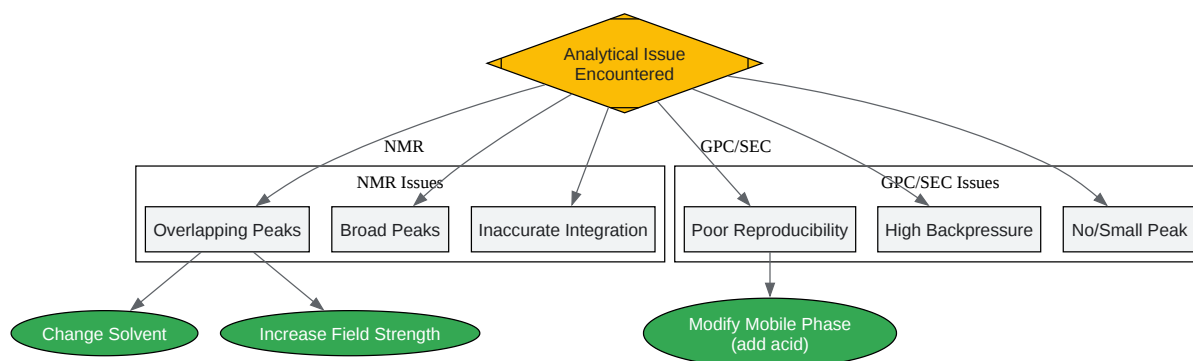 Analytical Issue
Encountered
NMR
GPC/SEC
NMR Issues
GPC/SEC Issues
Overlapping Peaks
Broad Peaks
Inaccurate Integration
Poor Reproducibility
High Backpressure
No/Small Peak
Change Solvent
Increase Field Strength
Modify Mobile Phase
(add acid)